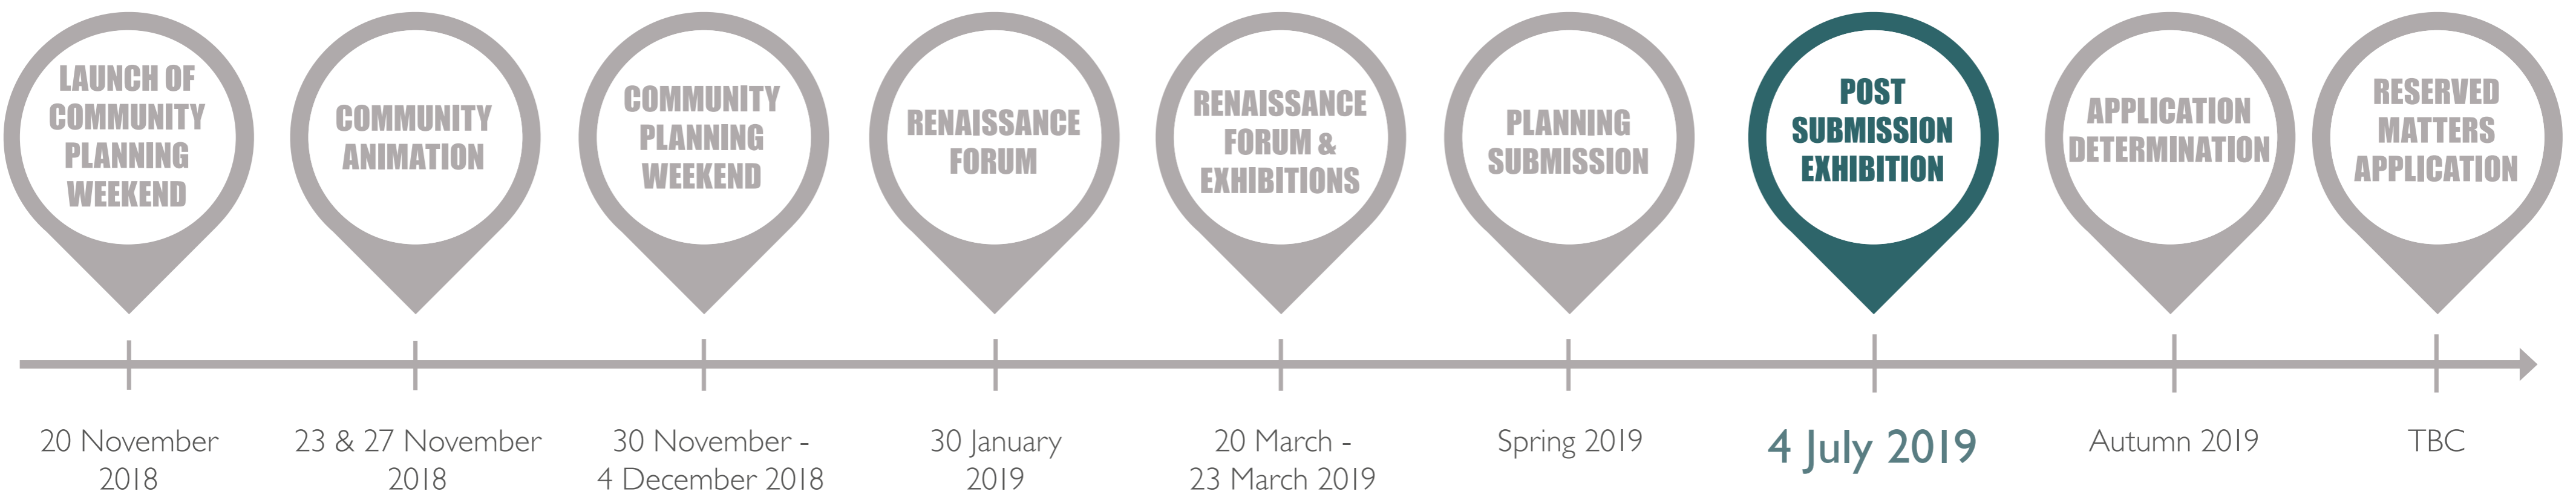 LAUNCH OF
COMMUNITY
PLANNING
WEEKEND
COMMUNITY
ANIMATION
COMMUNITY
PLANNING
WEEKEND
RENAISSANCE
FORUM
RENAISSANCE
FORUM &
EXHIBITIONS
PLANNING
SUBMISSION
POST
SUBMISSION
EXHIBITION
APPLICATION
DETERMINATION
RESERVED
MATTERS
APPLICATION
20 November
2018
23 & 27 November
2018
30 November -
4 December 2018
30 January
2019
20 March -
23 March 2019
Spring 2019
4 July 2019
Autumn 2019
TBC